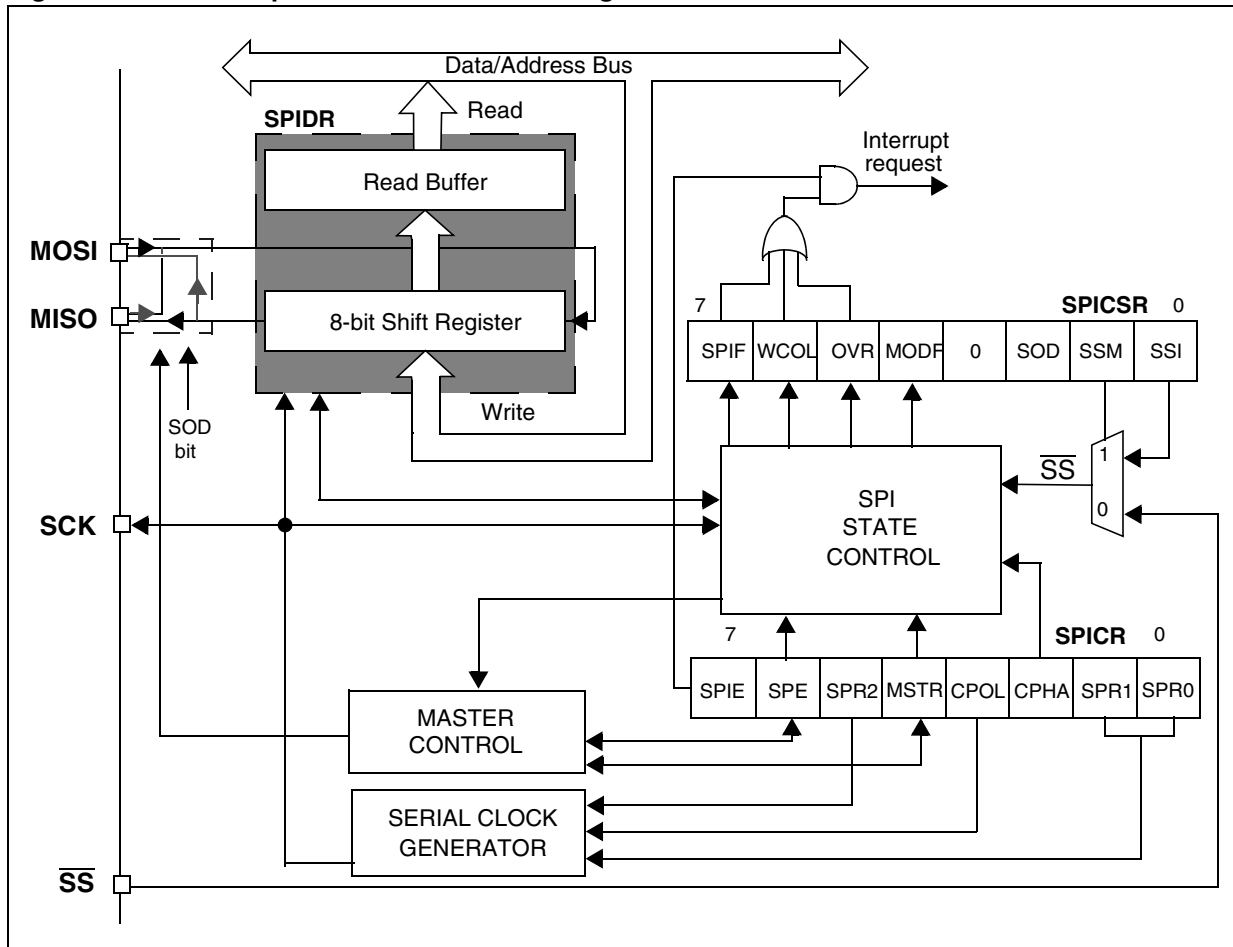 Data/Address Bus
Read
SPIDR
Read Buffer
Interrupt
request
MOSI
MISO
8-bit Shift Register
7 SPICSR 0
SPIF WCOL OVR MODF 0 SOD SSM SSI
Write
SOD
bit
1
SS
0
SCK
SPI
STATE
CONTROL
7 SPICR 0
SPIE SPE SPR2 MSTR CPOL CPHA SPR1 SPR0
MASTER
CONTROL
SERIAL CLOCK
GENERATOR
SS